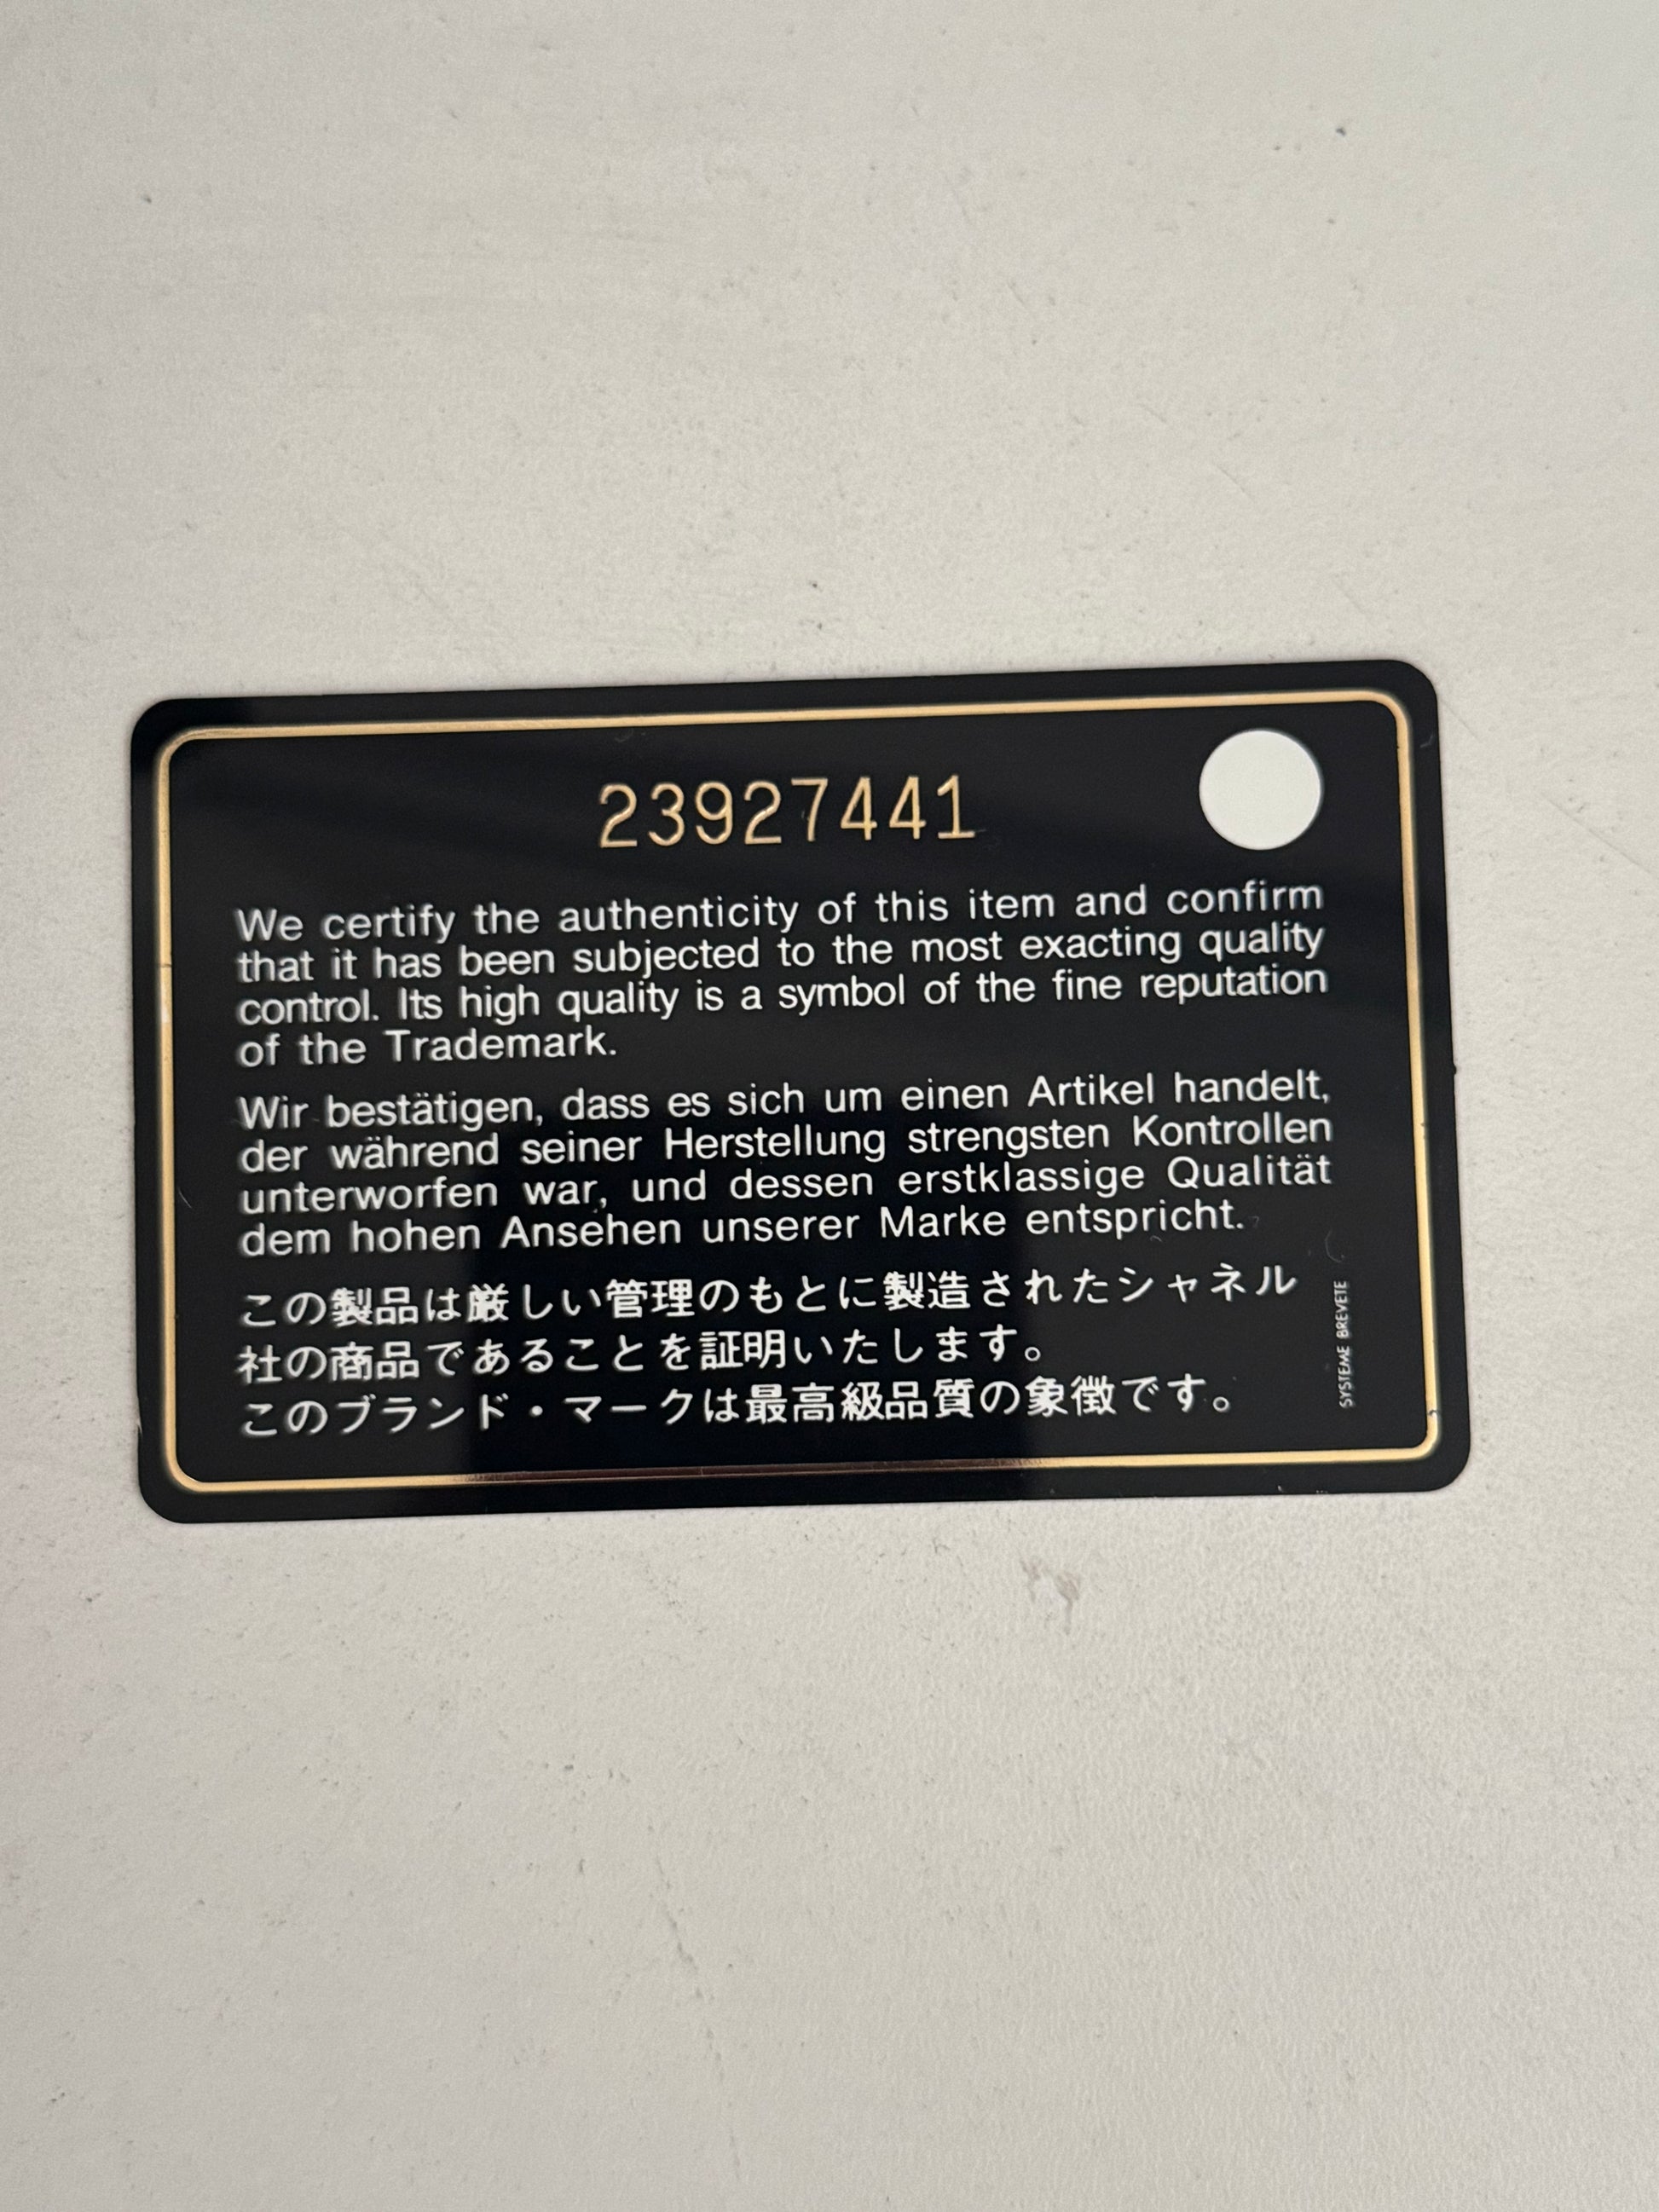 23927441
We certify the authenticity of this item and confirm
that it has been subjected to the most exacting quality
control. Its high quality is a symbol of the fine reputation
of the Trademark.
Wir bestätigen, dass es sich um einen Artikel handelt,
der während seiner Herstellung strengsten Kontrollen
unterworfen war, und dessen erstklassige Qualität
dem hohen Ansehen unserer Marke entspricht.
この製品は厳しい管理のもとに製造されたシャネル
社の商品であることを証明いたします。
このブランド・マークは最高級品質の象徴です。
SYSTEME BREVETE